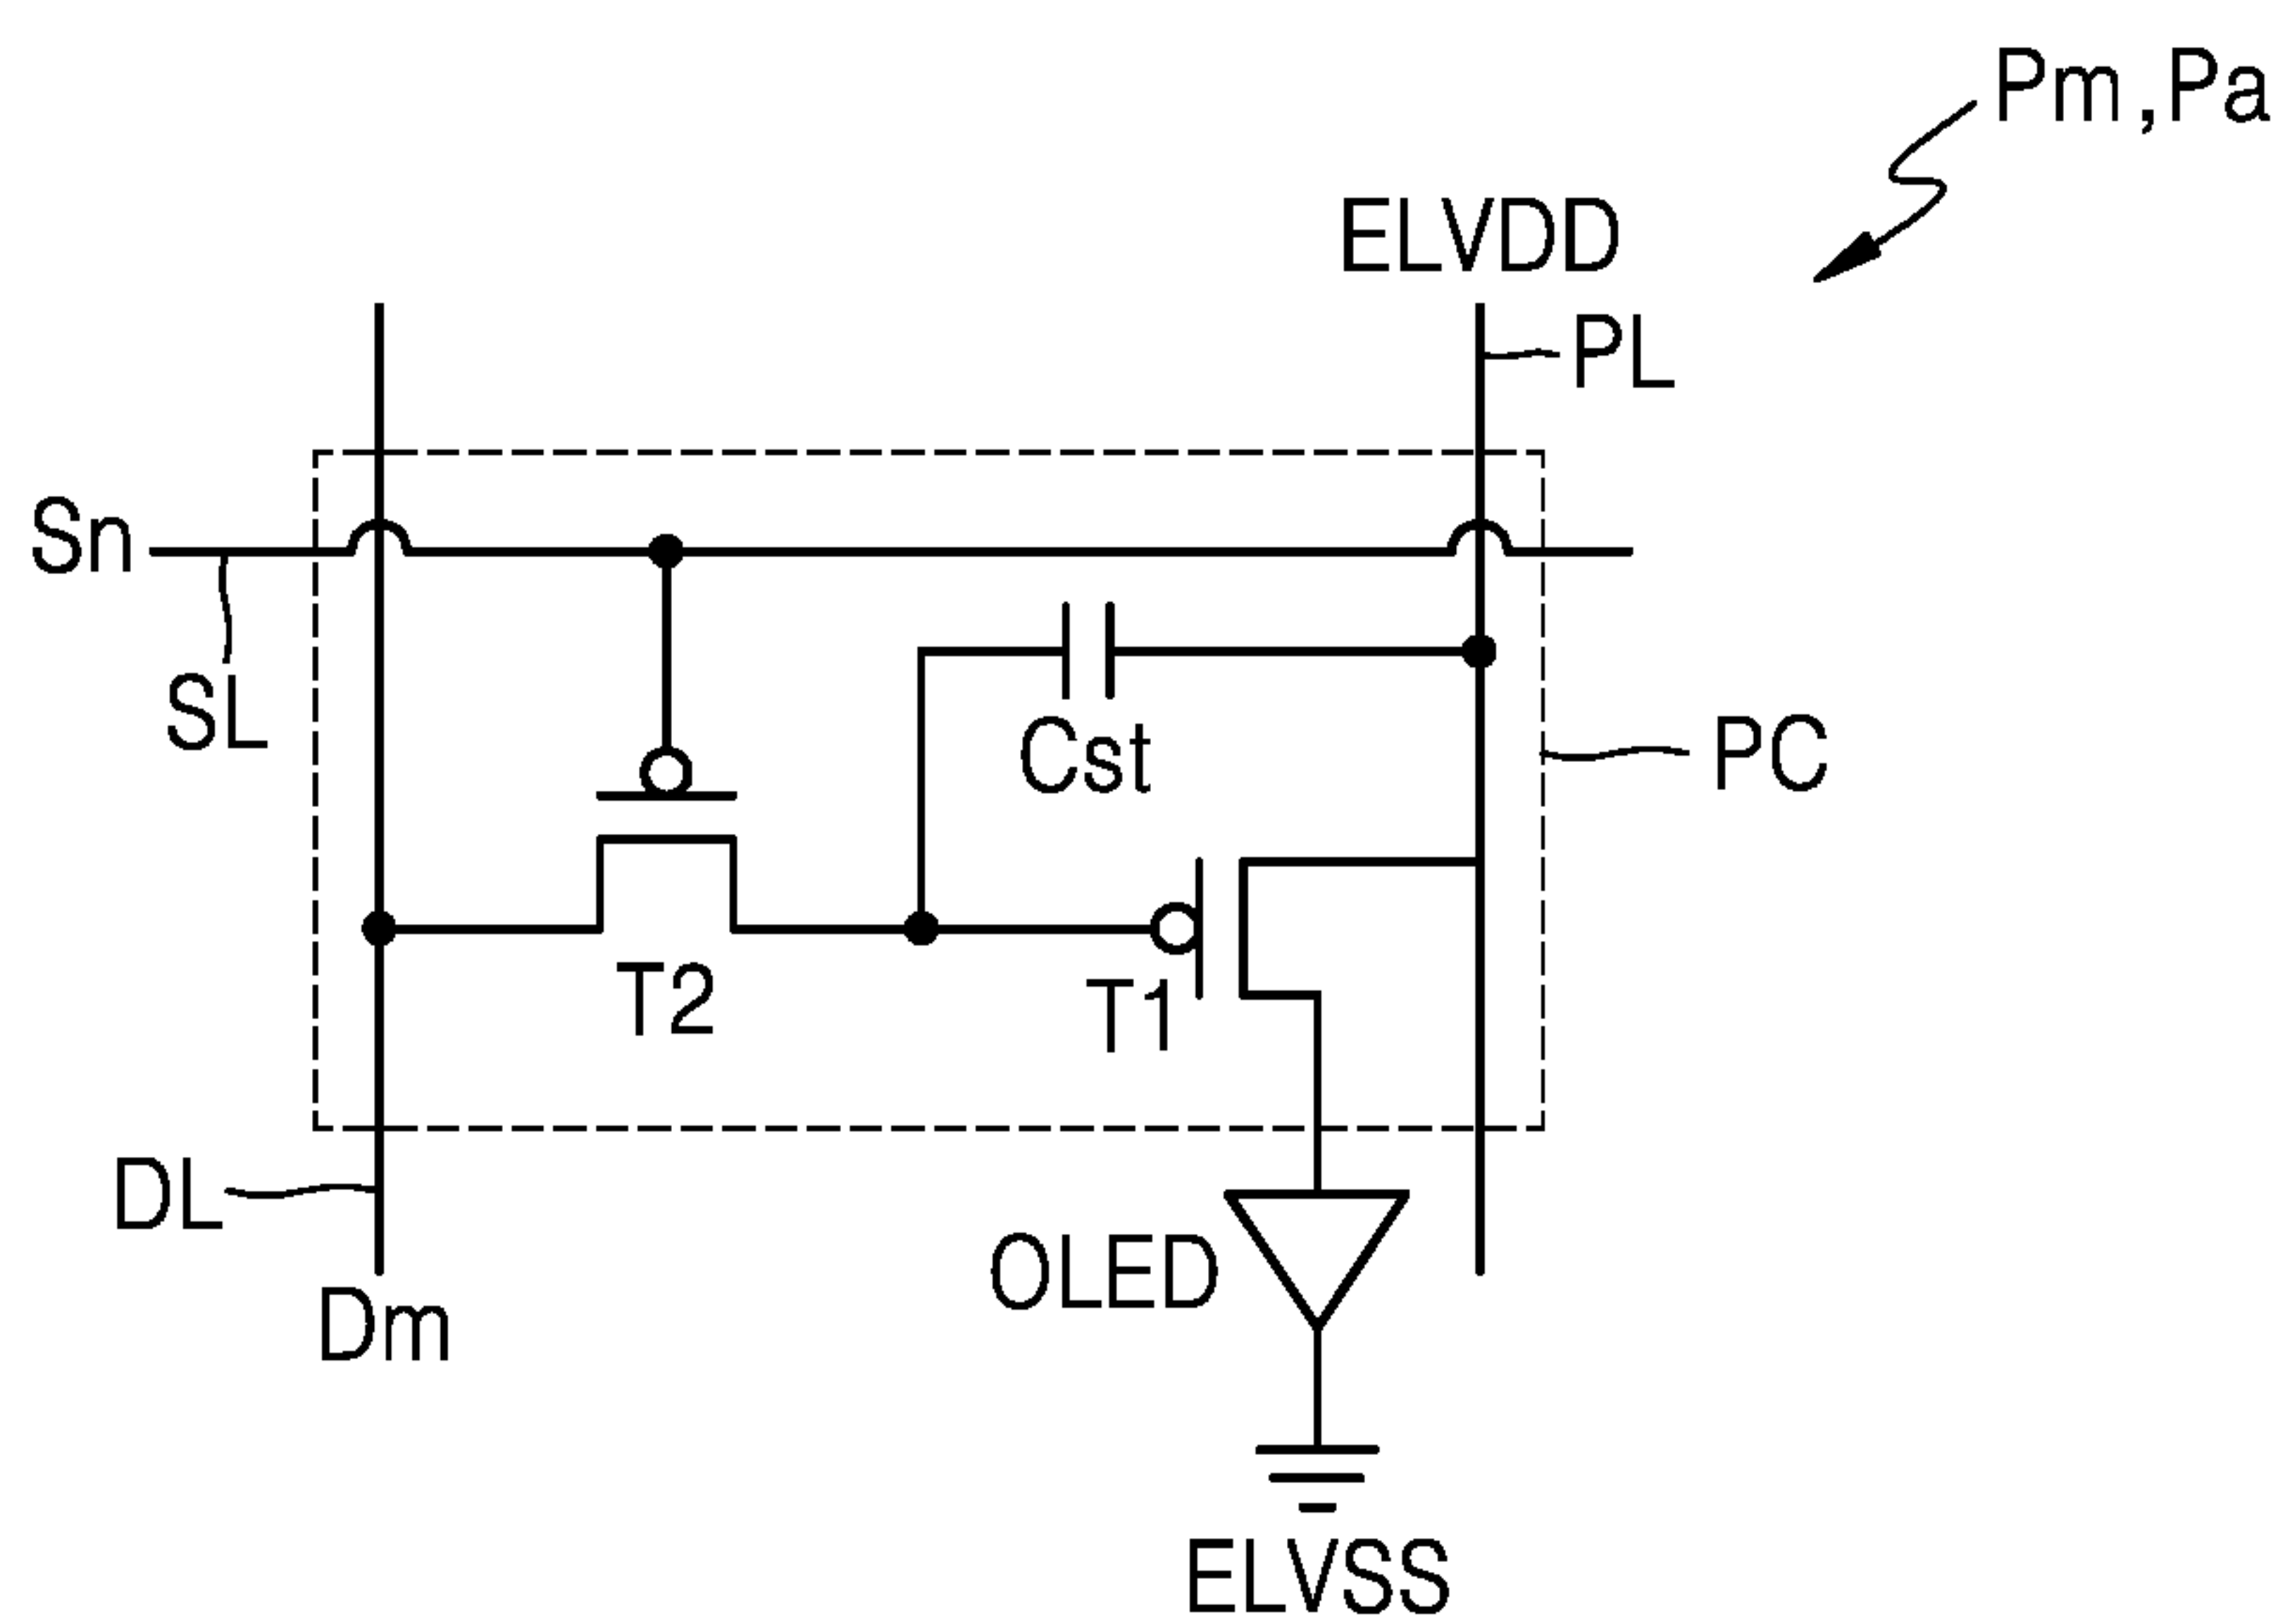 Pm,Pa
ELVDD
PL
Sn
SL
Cst
PC
T2
T1
DL
OLED
Dm
ELVSS